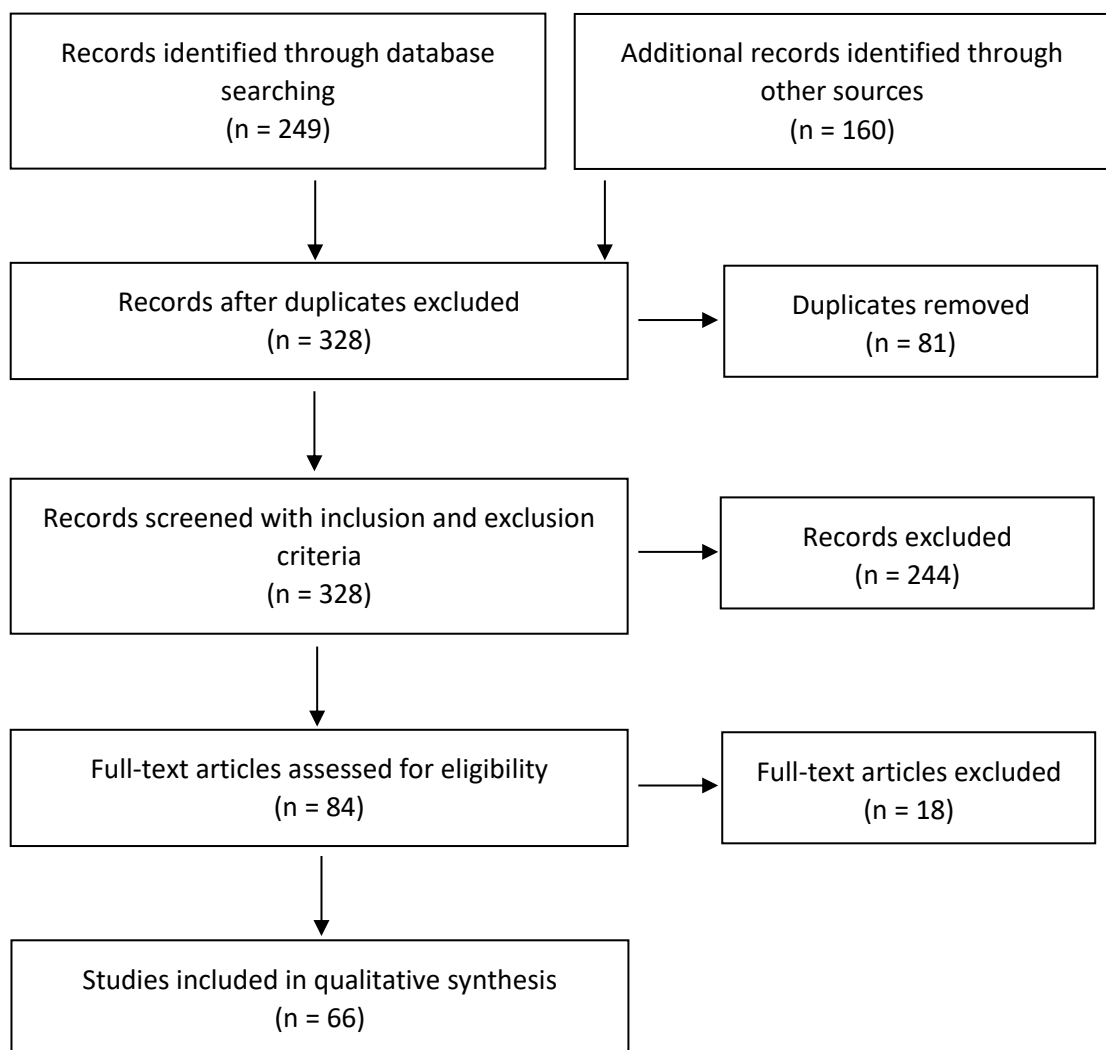 Records identified through database
searching
(n = 249)
Additional records identified through
other sources
(n = 160)
Records after duplicates excluded
(n = 328)
Duplicates removed
(n = 81)
Records screened with inclusion and exclusion
criteria
(n = 328)
Records excluded
(n = 244)
Full-text articles assessed for eligibility
(n = 84)
Full-text articles excluded
(n = 18)
Studies included in qualitative synthesis
(n = 66)